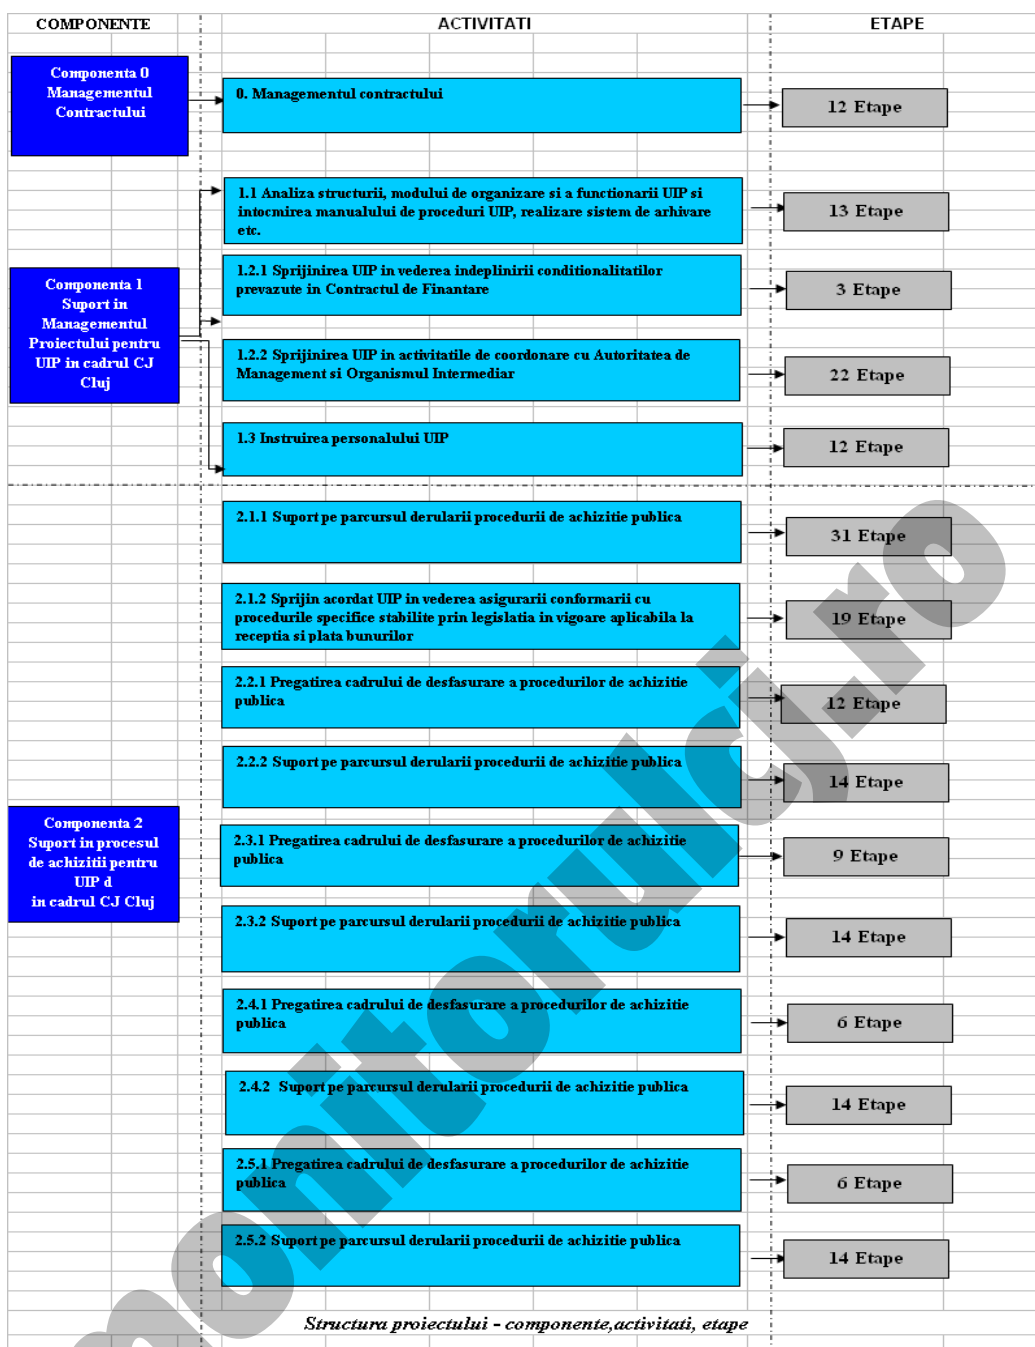 COMPONENTE
ACTIVITATI
ETAPE
Componenta 0
Managementul
Contractului
0. Managementul contractului
12 Etape
1.1 Analiza structurii, modului de organizare si a functionarii UIP si
intocmirea manualului de proceduri UIP, realizare sistem de arhivare
etc.
13 Etape
Componenta 1
Suport in
Managementul
Proiectului pentru
UIP in cadrul CJ
Cluj
1.2.1 Sprijinirea UIP in vederea indeplinirii conditionalitatilor
prevazute in Contractul de Finantare
3 Etape
1.2.2 Sprijinirea UIP in activitatile de coordonare cu Autoritatea de
Management si Organismul Intermediar
22 Etape
1.3 Instruirea personalului UIP
12 Etape
2.1.1 Suport pe parcursul derularii procedurii de achizitie publica
31 Etape
2.1.2 Sprijin acordat UIP in vederea asigurarii conformarii cu
procedurile specifice stabilite prin legislatia in vigoare aplicabila la
receptia si plata bunurilor
19 Etape
2.2.1 Pregatirea cadrului de desfasurare a procedurilor de achizitie
publica
12 Etape
2.2.2 Suport pe parcursul derularii procedurii de achizitie publica
14 Etape
Componenta 2
Suport in procesul
de achizitii pentru
UIP d
in cadrul CJ Cluj
2.3.1 Pregatirea cadrului de desfasurare a procedurilor de achizitie
publica
9 Etape
2.3.2 Suport pe parcursul derularii procedurii de achizitie publica
14 Etape
2.4.1 Pregatirea cadrului de desfasurare a procedurilor de achizitie
publica
6 Etape
2.4.2 Suport pe parcursul derularii procedurii de achizitie publica
14 Etape
2.5.1 Pregatirea cadrului de desfasurare a procedurilor de achizitie
publica
6 Etape
2.5.2 Suport pe parcursul derularii procedurii de achizitie publica
14 Etape
Structura proiectului - componente,activitati, etape
monitorulcj.ro